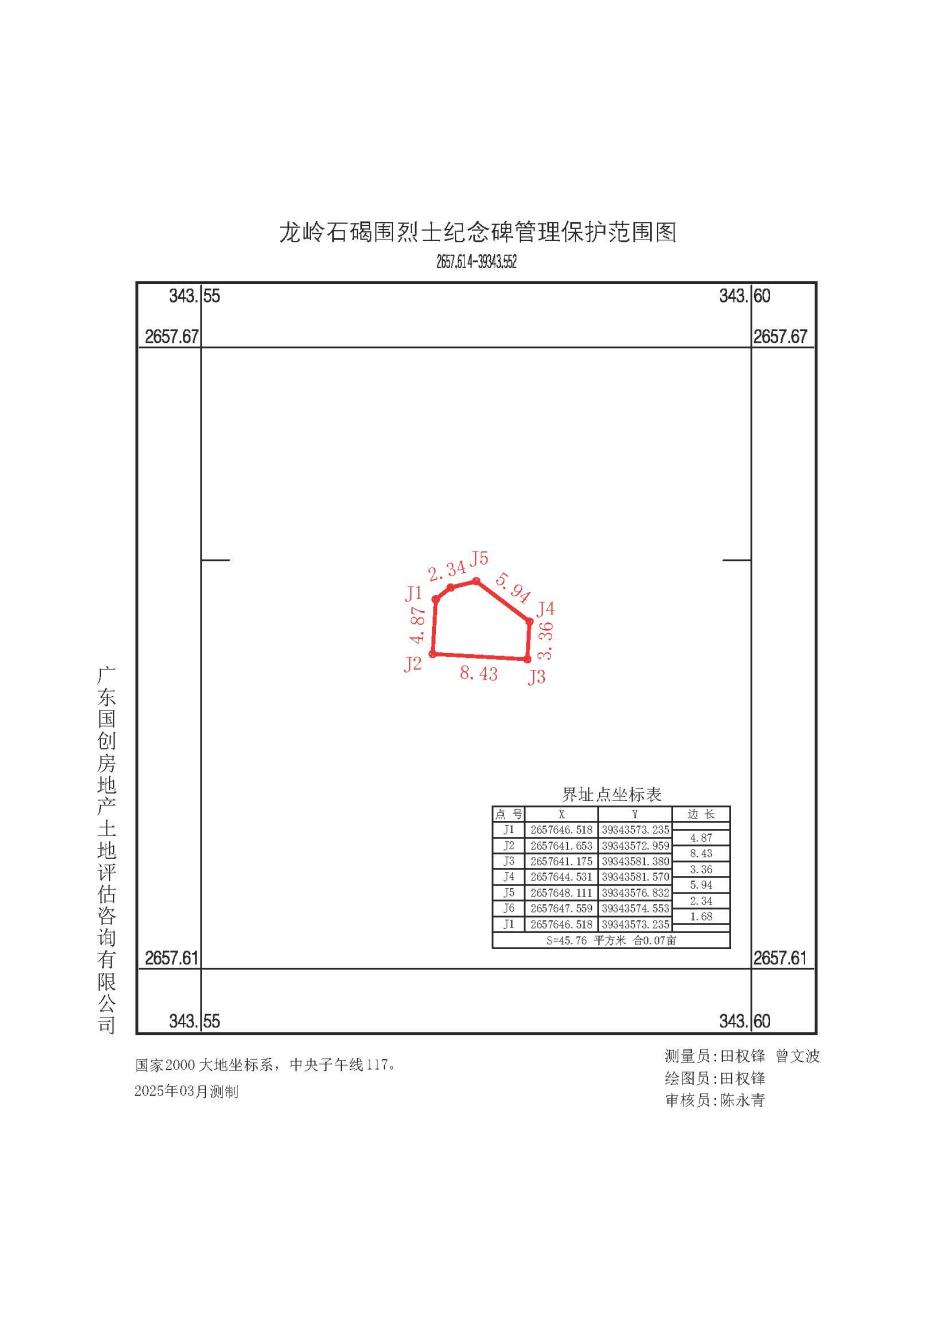 龙岭石碣围烈士纪念碑管理保护范围图
2657.614-39343.552
343.55
343.60
2657.67
2657.67
J5
2.34
5.94
J1
J4
4.87
3.36
J2
8.43
J3
广东国创房地产土地评估咨询有限公司
界址点坐标表
点 号 X Y 边 长
J1 2657646.518 39343573.235
4.87
J2 2657641.653 39343572.959
8.43
J3 2657641.175 39343581.380
3.36
J4 2657644.531 39343581.570
5.94
J5 2657648.111 39343576.832
2.34
J6 2657647.559 39343574.553
1.68
J1 2657646.518 39343573.235
S=45.76 平方米 合0.07亩
2657.61
2657.61
343.55
343.60
国家2000大地坐标系，中央子午线117。
2025年03月测制
测量员:田权锋 曾文波
绘图员:田权锋
审核员:陈永青